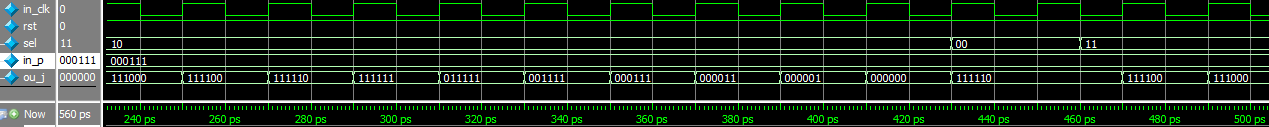 in_clk 0
rst 0
sel 11 10 00 11
in_p 000111 000111
ou_j 000000 111000 111100 111110 111111 011111 001111 000111 000011 000001 000000 111110 111100 111000
Now 560 ps 240 ps 260 ps 280 ps 300 ps 320 ps 340 ps 360 ps 380 ps 400 ps 420 ps 440 ps 460 ps 480 ps 500 ps